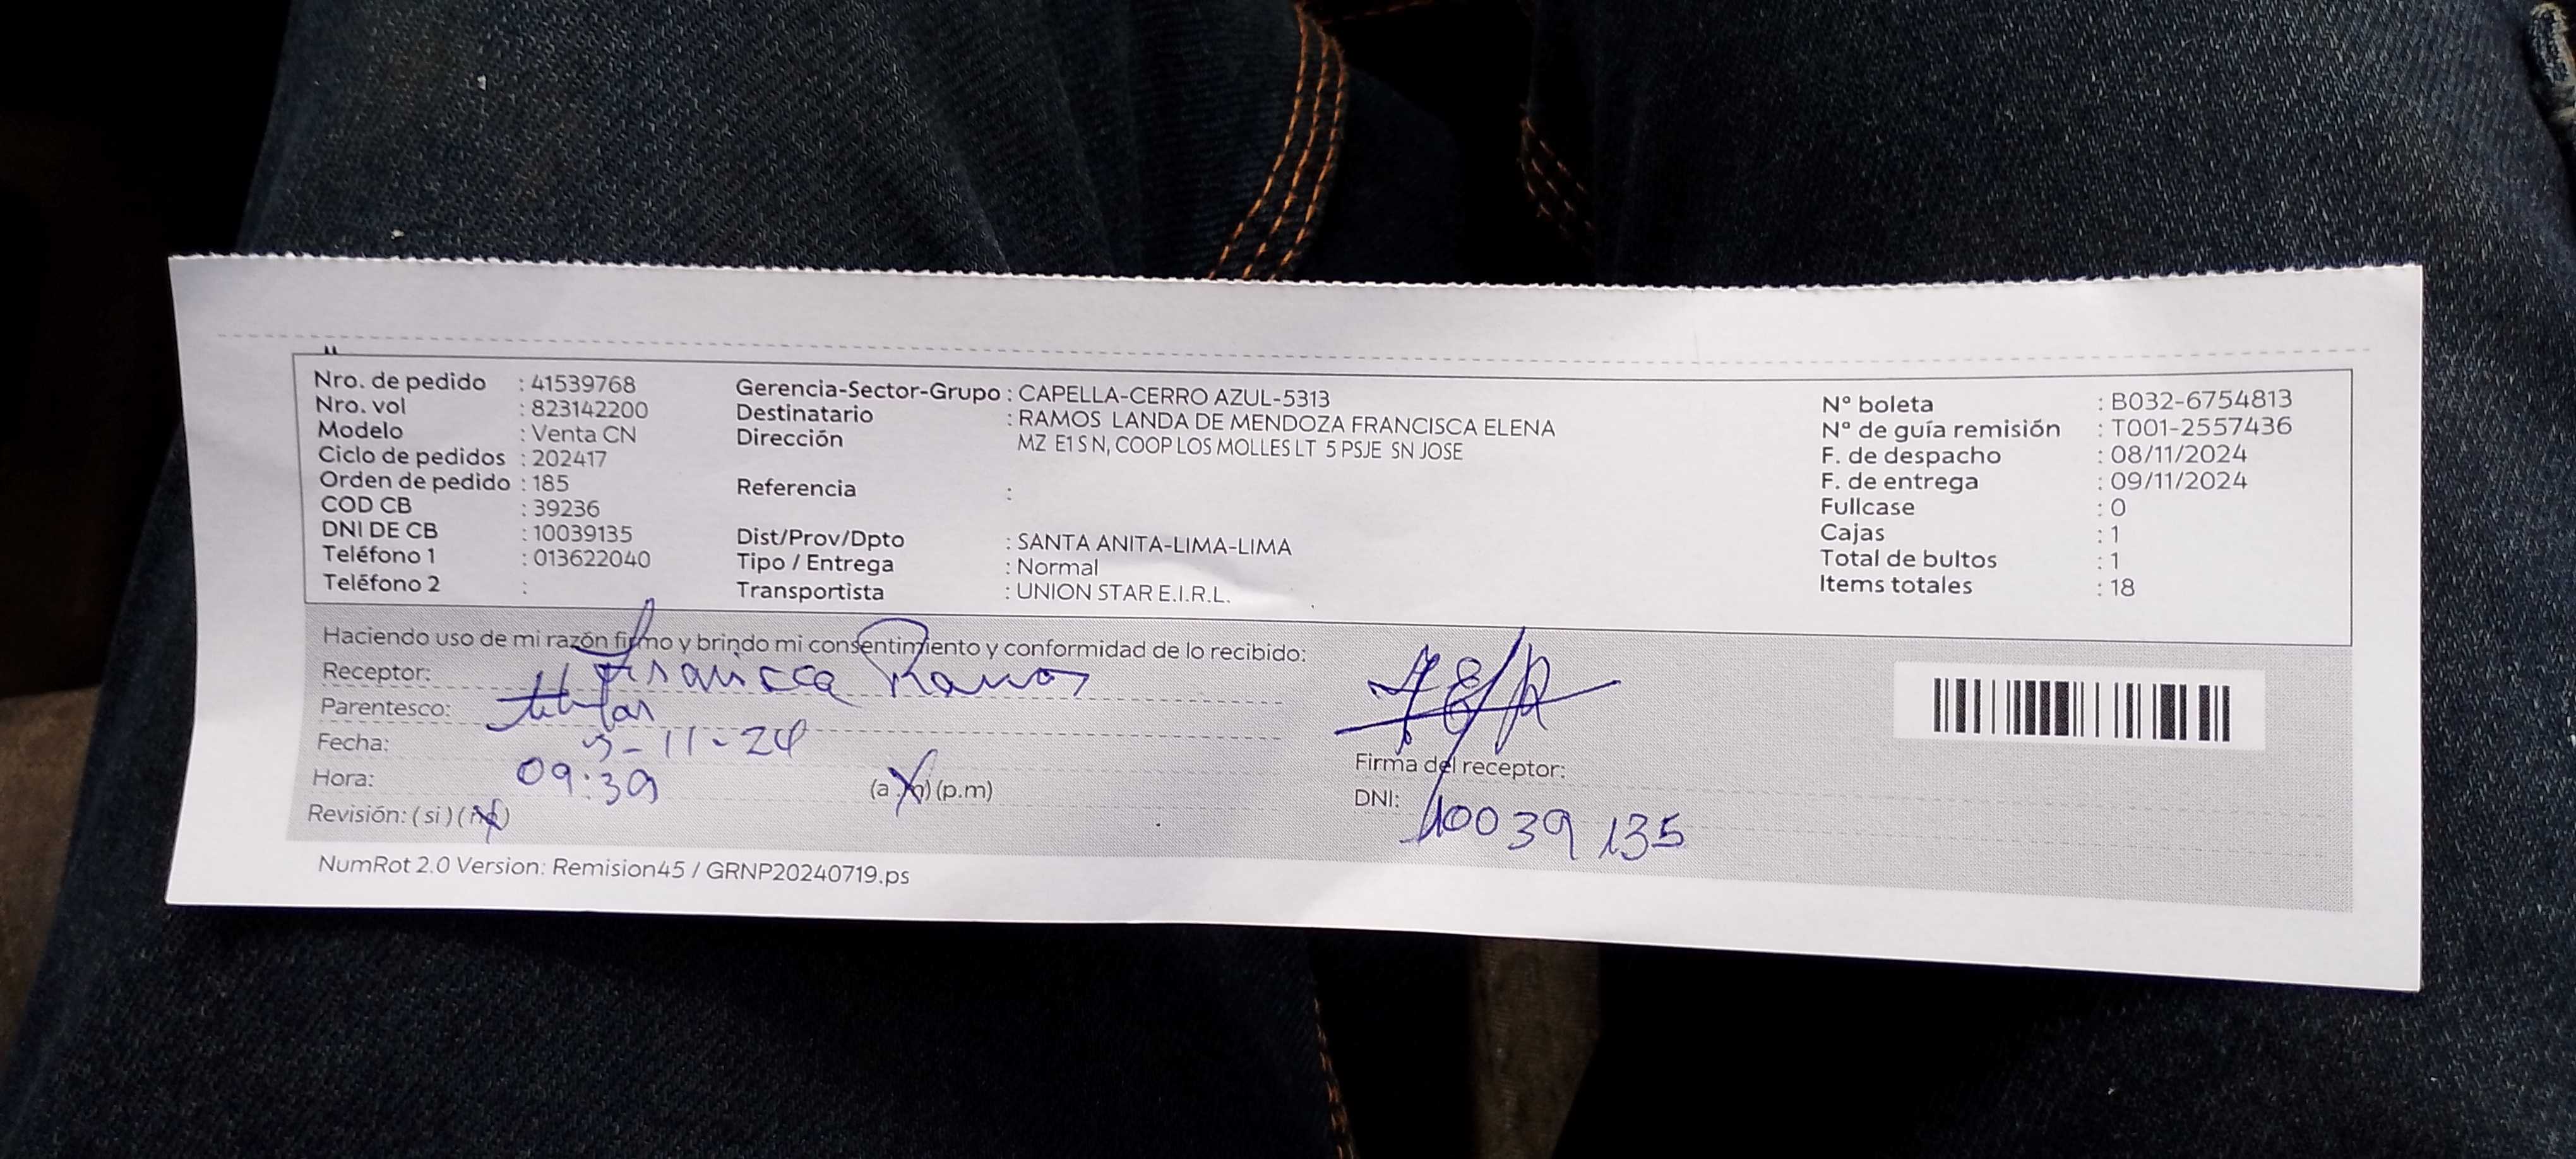 Nro. de pedido : 41539768
Nro. vol : 823142200
Modelo : Venta CN
Ciclo de pedidos : 202417
Orden de pedido : 185
COD CB : 39236
DNI DE CB : 10039135
Teléfono 1 : 013622040
Teléfono 2 :
Gerencia-Sector-Grupo : CAPELLA-CERRO AZUL-5313
Destinatario : RAMOS LANDA DE MENDOZA FRANCISCA ELENA
Dirección MZ E1 S N, COOP LOS MOLLES LT 5 PSJE SN JOSE
Referencia :
Dist/Prov/Dpto : SANTA ANITA-LIMA-LIMA
Tipo / Entrega : Normal
Transportista : UNION STAR E.I.R.L.
N° boleta : B032-6754813
N° de guía remisión : T001-2557436
F. de despacho : 08/11/2024
F. de entrega : 09/11/2024
Fullcase : 0
Cajas : 1
Total de bultos : 1
Items totales : 18
Haciendo uso de mi razón firmo y brindo mi consentimiento y conformidad de lo recibido:
Receptor: Francisca Ramos
Parentesco: titular
Fecha: 9-11-24
Hora: 09:39 (a.m) (p.m)
Revisión: ( si ) ( no )
Firma del receptor:
DNI: 10039135
NumRot 2.0 Version: Remision45 / GRNP20240719.ps